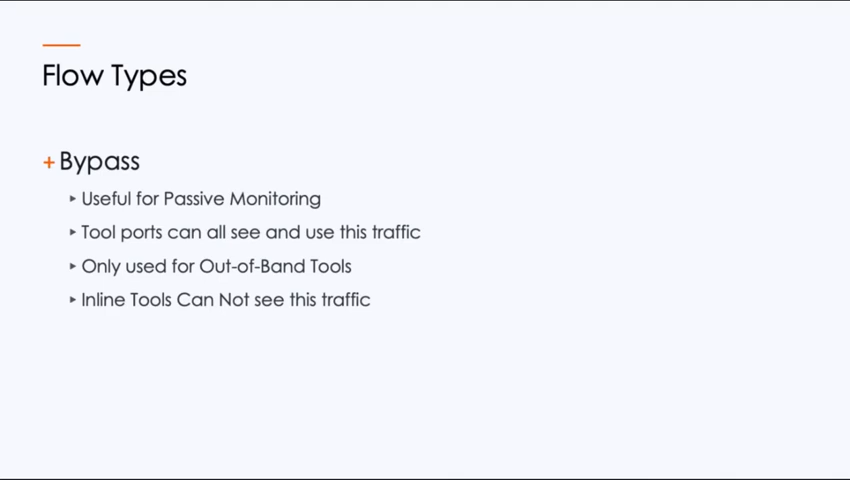 Flow Types
+ Bypass
▸ Useful for Passive Monitoring
▸ Tool ports can all see and use this traffic
▸ Only used for Out-of-Band Tools
▸ Inline Tools Can Not see this traffic